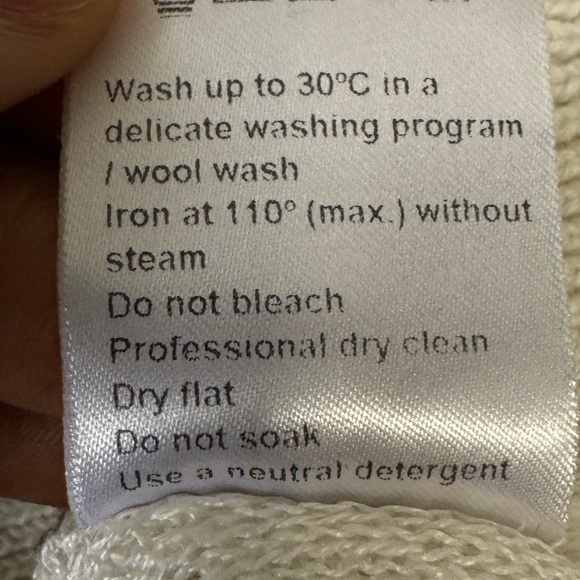 Wash up to 30°C in a
delicate washing program
/ wool wash
Iron at 110° (max.) without
steam
Do not bleach
Professional dry clean
Dry flat
Do not soak
Use a neutral detergent